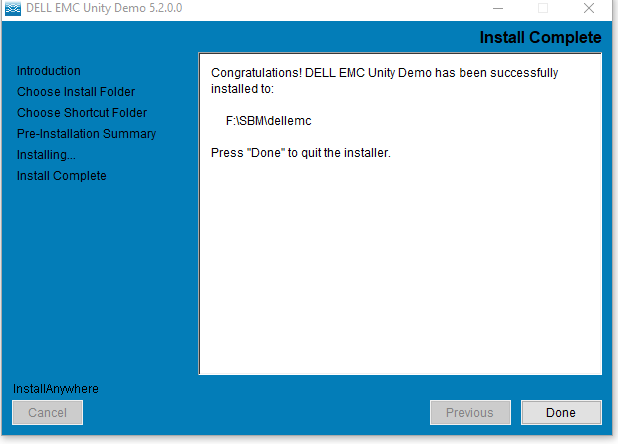 DELL EMC Unity Demo 5.2.0.0
Install Complete
Introduction
Choose Install Folder
Choose Shortcut Folder
Pre-Installation Summary
Installing...
Install Complete
Congratulations! DELL EMC Unity Demo has been successfully
installed to:
F:\SBM\dellemc
Press "Done" to quit the installer.
InstallAnywhere
Cancel
Previous
Done